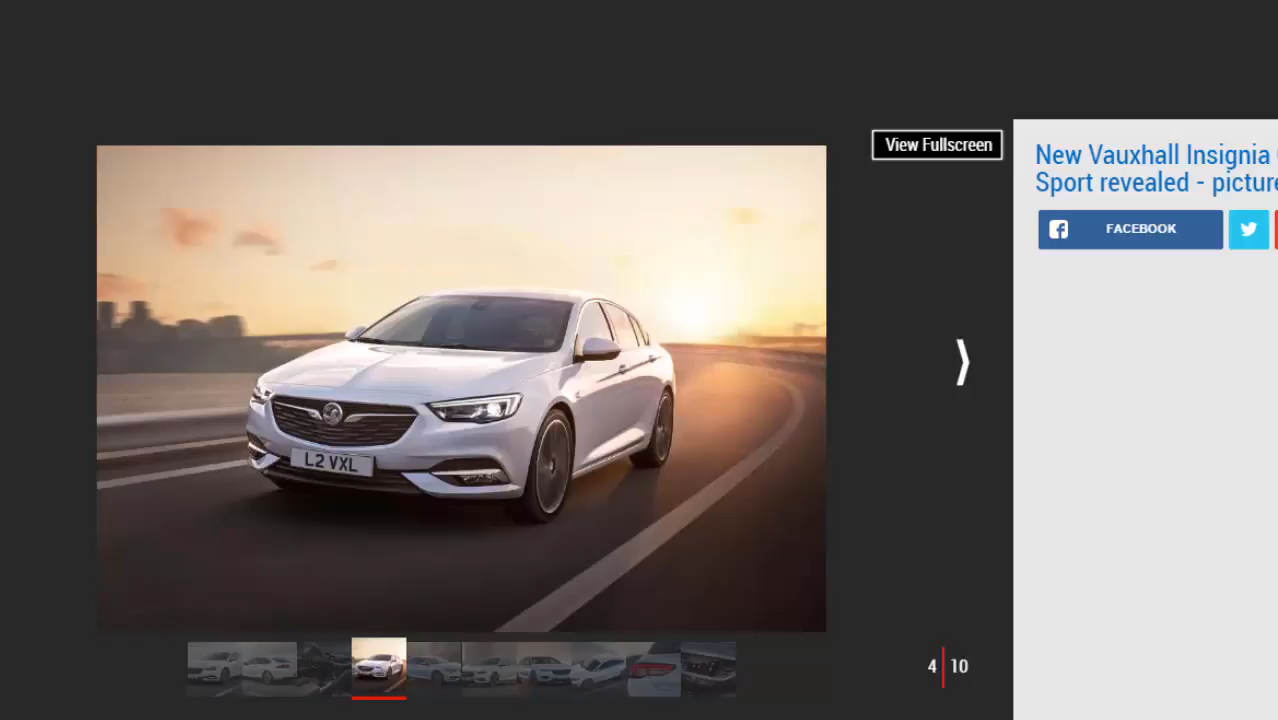 View Fullscreen
New Vauxhall Insignia
Sport revealed - picture
FACEBOOK
L2 VXL
4 10